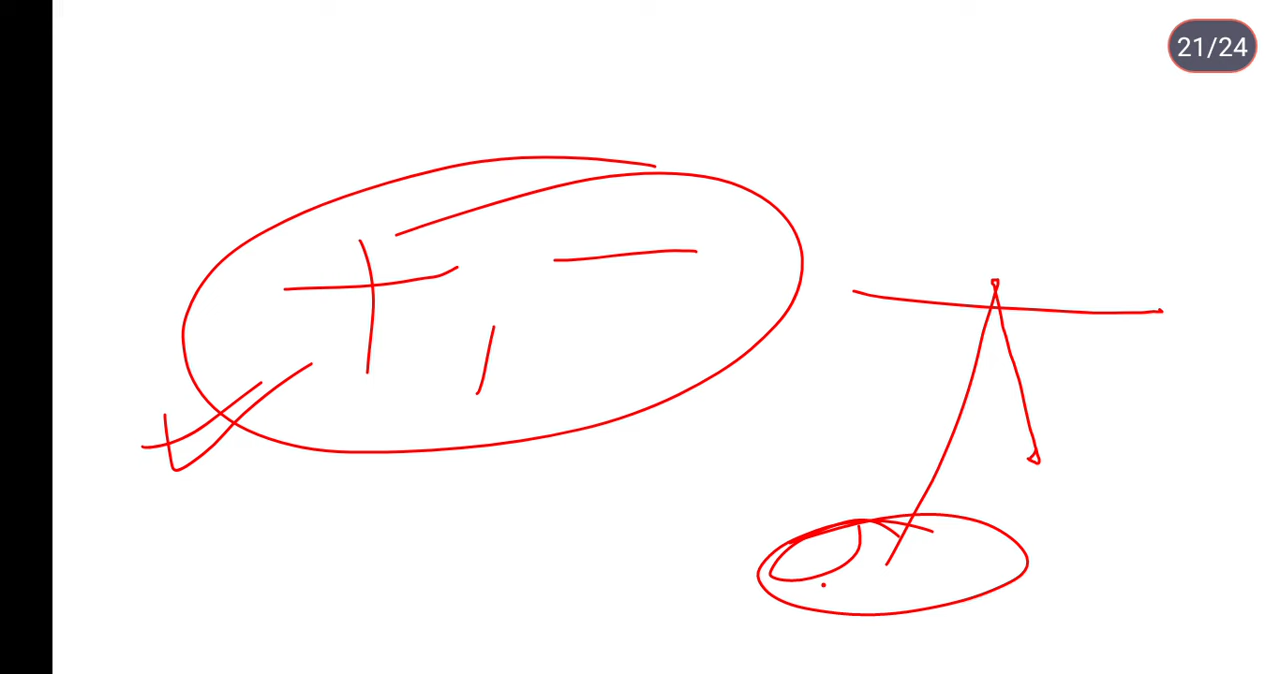 21/24
+ , -